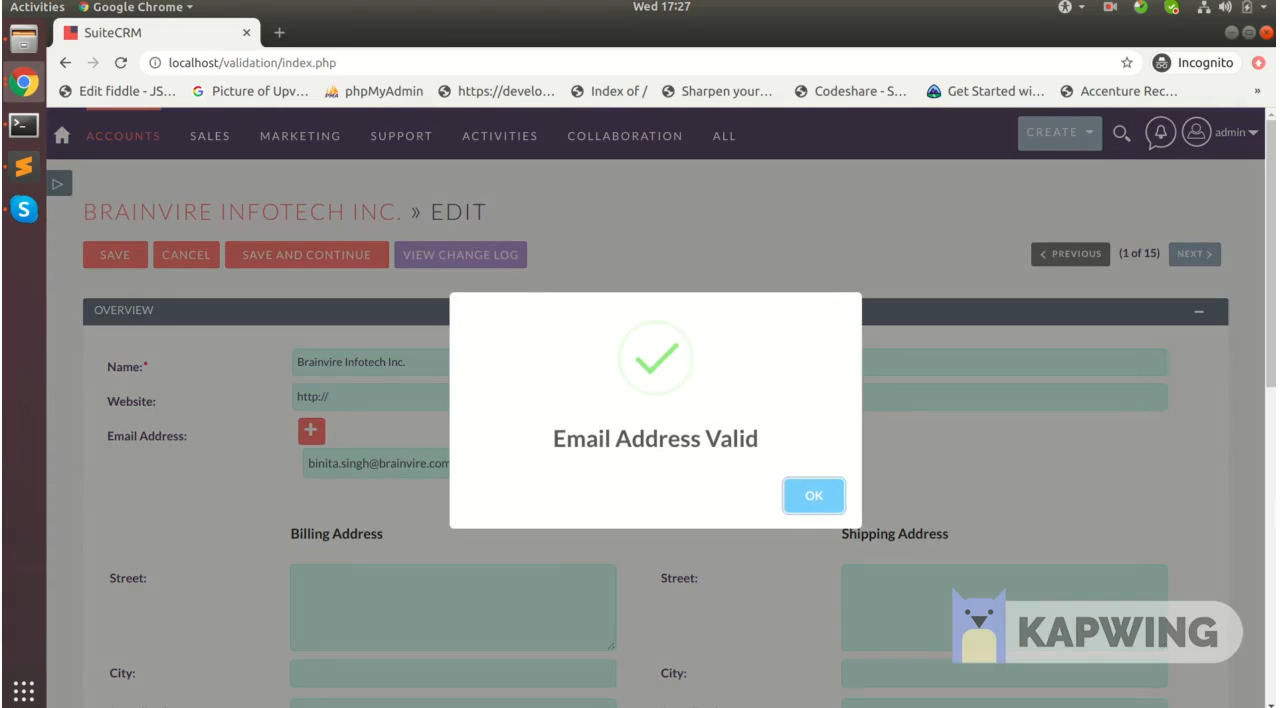 Activities
Google Chrome
Wed 17:27
SuiteCRM
localhost/validation/index.php
Incognito
Edit fiddle - JS...
Picture of Upv...
phpMyAdmin
https://develo...
Index of /
Sharpen your...
Codeshare - S...
Get Started wi...
Accenture Rec...
»
ACCOUNTS
SALES
MARKETING
SUPPORT
ACTIVITIES
COLLABORATION
ALL
CREATE
admin
BRAINVIRE INFOTECH INC. » EDIT
SAVE
CANCEL
SAVE AND CONTINUE
VIEW CHANGE LOG
PREVIOUS
(1 of 15)
NEXT
OVERVIEW
Name:*
Brainvire Infotech Inc.
Website:
http://
Email Address:
binita.singh@brainvire.com
Email Address Valid
OK
Billing Address
Shipping Address
Street:
Street:
KAPWING
City:
City: